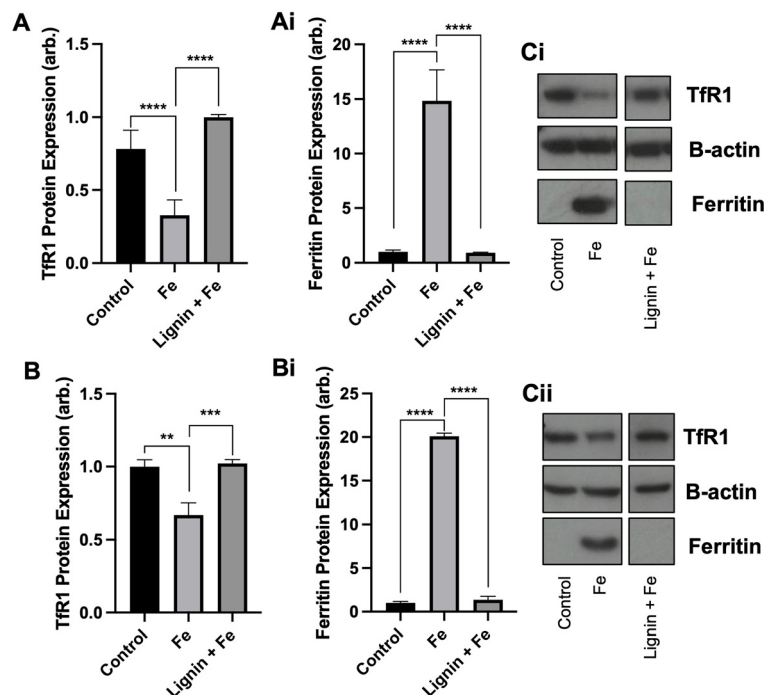 A
TfR1 Protein Expression (arb.)
1.5
1.0
0.5
0.0
****
****
Control
Fe
Lignin + Fe
Ai
Ferritin Protein Expression (arb.)
20
15
10
5
0
****
****
Control
Fe
Lignin + Fe
Ci
TfR1
B-actin
Ferritin
Control
Fe
Lignin + Fe
B
TfR1 Protein Expression (arb.)
1.5
1.0
0.5
0.0
**
***
Control
Fe
Lignin + Fe
Bi
Ferritin Protein Expression (arb.)
25
20
15
10
5
0
****
****
Control
Fe
Lignin + Fe
Cii
TfR1
B-actin
Ferritin
Control
Fe
Lignin + Fe